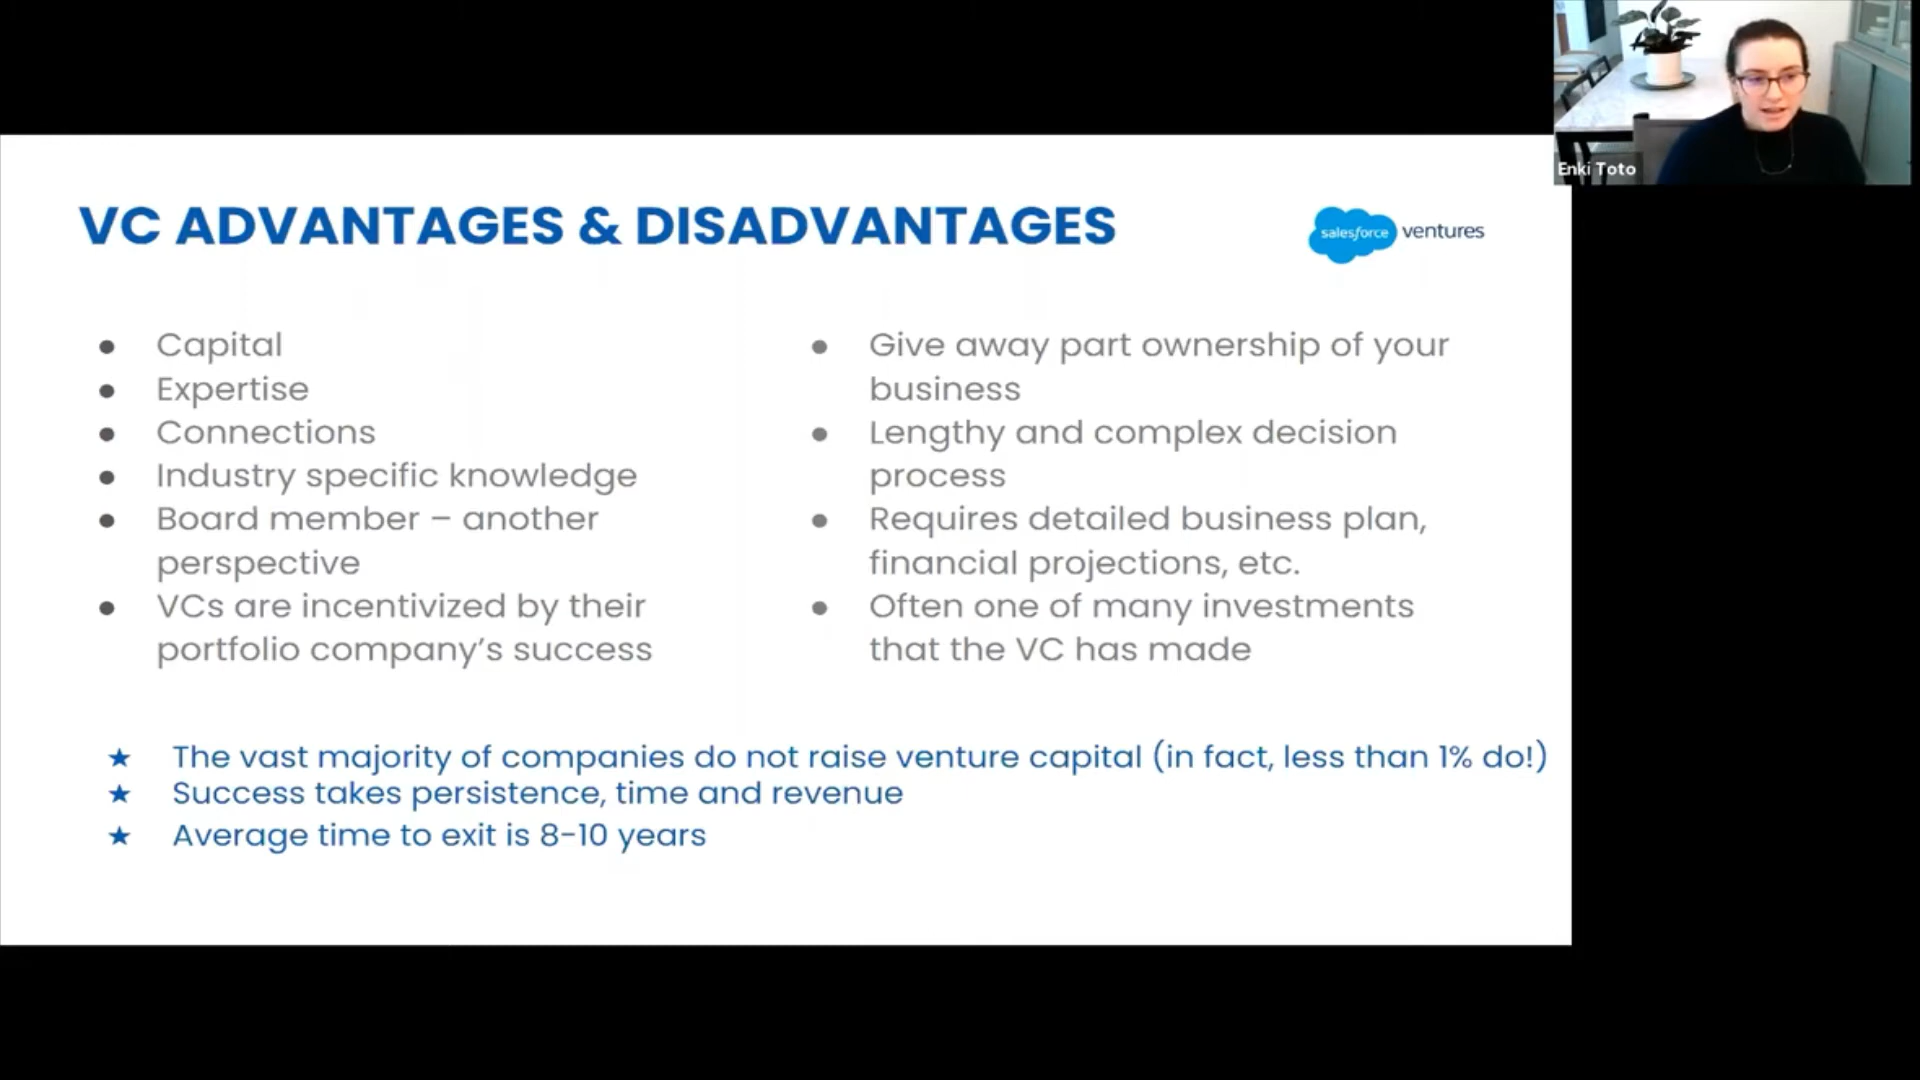 Enki Toto
VC ADVANTAGES & DISADVANTAGES
salesforce ventures
● Capital
● Expertise
● Connections
● Industry specific knowledge
● Board member – another
perspective
● VCs are incentivized by their
portfolio company’s success
● Give away part ownership of your
business
● Lengthy and complex decision
process
● Requires detailed business plan,
financial projections, etc.
● Often one of many investments
that the VC has made
★ The vast majority of companies do not raise venture capital (in fact, less than 1% do!)
★ Success takes persistence, time and revenue
★ Average time to exit is 8-10 years